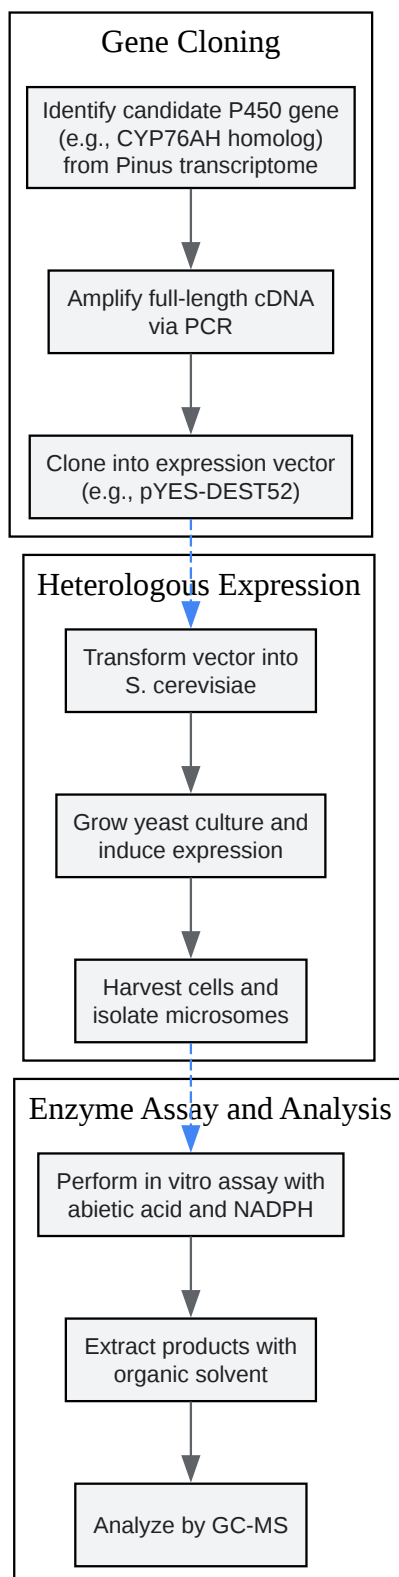 Gene Cloning
Identify candidate P450 gene
(e.g., CYP76AH homolog)
from Pinus transcriptome
Amplify full-length cDNA
via PCR
Clone into expression vector
(e.g., pYES-DEST52)
Heterologous Expression
Transform vector into
S. cerevisiae
Grow yeast culture and
induce expression
Harvest cells and
isolate microsomes
Enzyme Assay and Analysis
Perform in vitro assay with
abietic acid and NADPH
Extract products with
organic solvent
Analyze by GC-MS